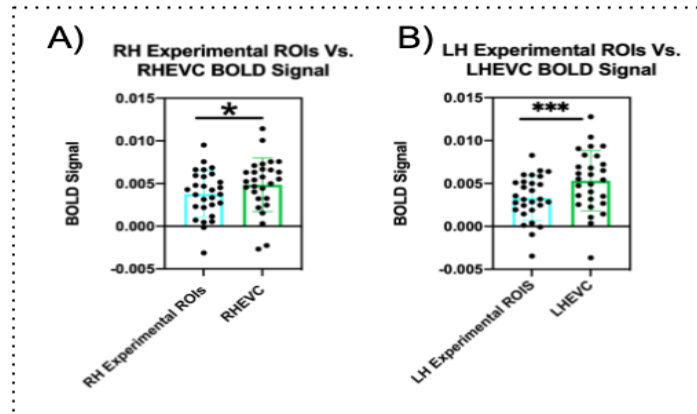 A)
RH Experimental ROIs Vs.
RHEVC BOLD Signal
*
0.015
0.010
0.005
0.000
-0.005
BOLD Signal
RH Experimental ROIs
RHEVC
B)
LH Experimental ROIs Vs.
LHEVC BOLD Signal
***
0.015
0.010
0.005
0.000
-0.005
BOLD Signal
LH Experimental ROIS
LHEVC